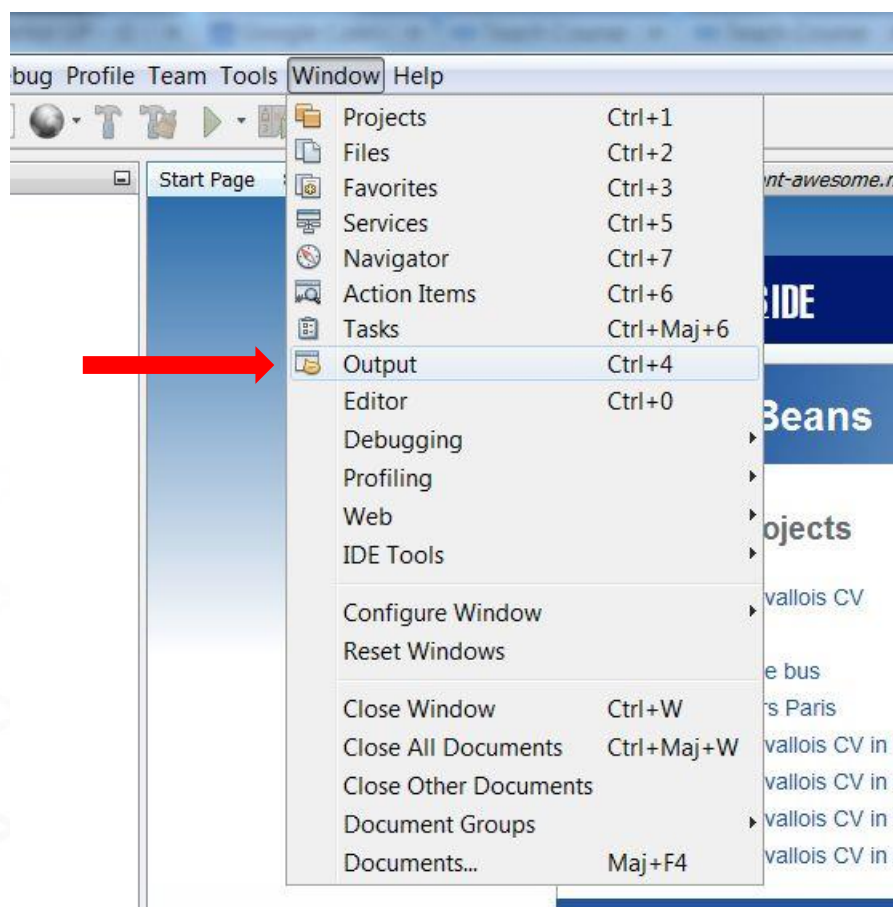 bug Profile Team Tools Window Help
Projects Ctrl+1
Files Ctrl+2
Start Page
Favorites Ctrl+3
nt-awesome.
Services Ctrl+5
Navigator Ctrl+7
Action Items Ctrl+6
IDE
Tasks Ctrl+Maj+6
Output Ctrl+4
Editor Ctrl+0
Beans
Debugging
Profiling
Web
ojects
IDE Tools
vallois CV
Configure Window
Reset Windows
e bus
Close Window Ctrl+W
rs Paris
Close All Documents Ctrl+Maj+W
vallois CV in
Close Other Documents
vallois CV in
Document Groups
vallois CV in
Documents... Maj+F4
vallois CV in